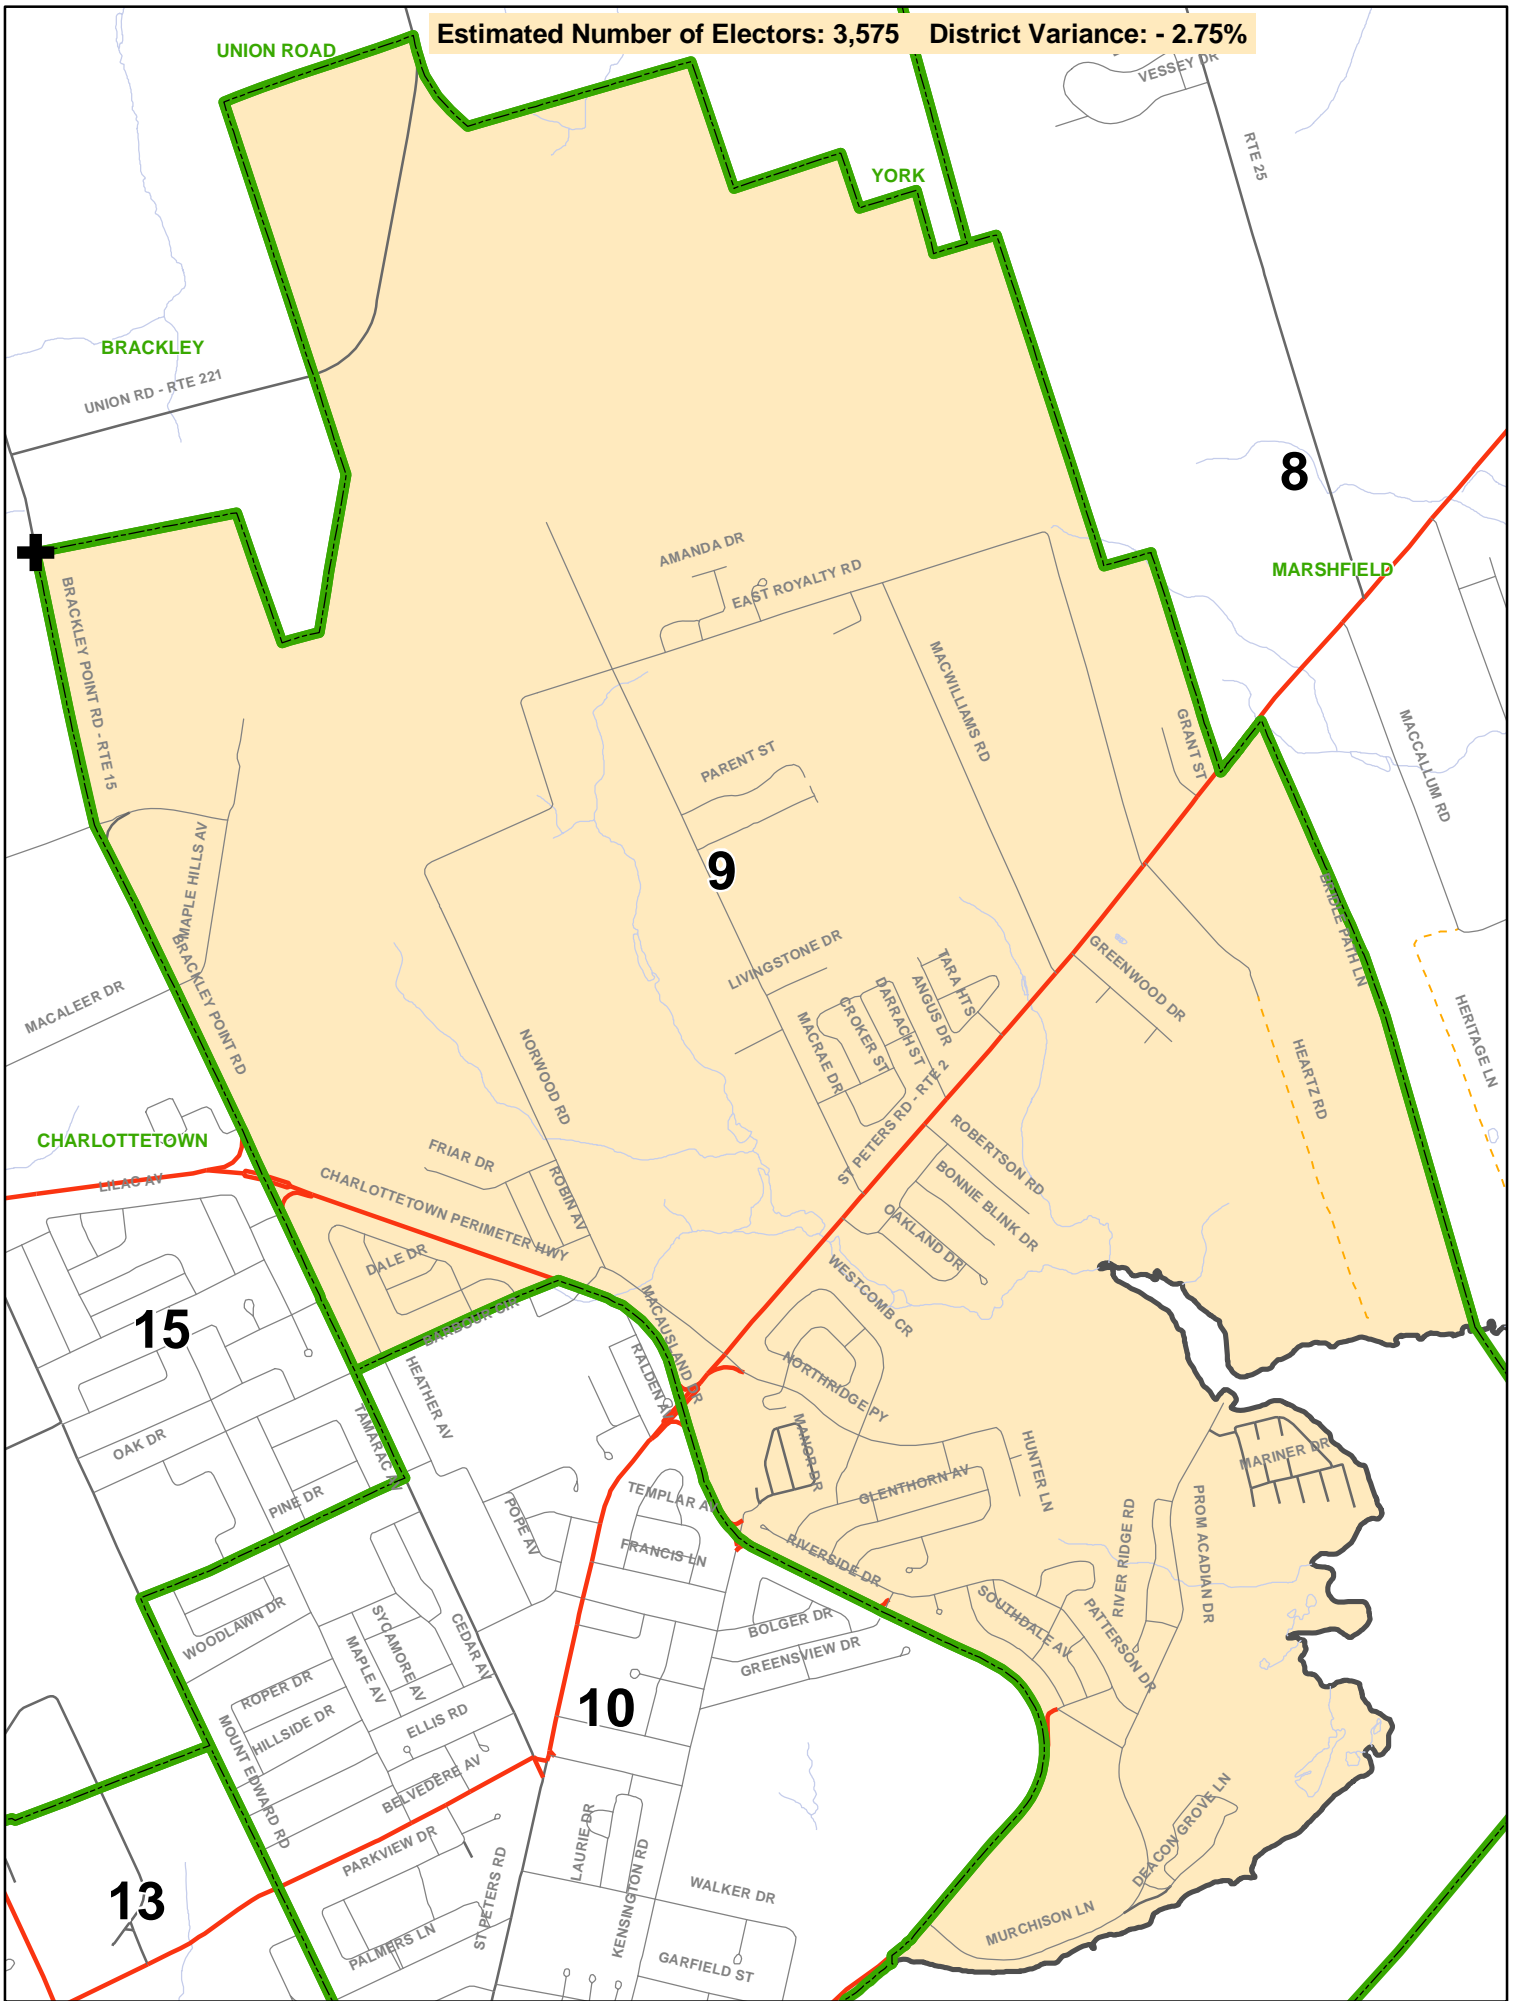 Estimated Number of Electors: 3,575 District Variance: - 2.75%
UNION ROAD
VESSEY DR
RTE 25
YORK
BRACKLEY
UNION RD - RTE 221
8
MARSHFIELD
AMANDA DR
EAST ROYALTY RD
BRACKLEY POINT RD - RTE 15
MACWILLIAMS RD
GRANT ST
MACCALLUM RD
PARENT ST
MAPLE HILLS AV
9
BRIDLE PATH LN
BRACKLEY POINT RD
LIVINGSTONE DR
TARA HTS
GREENWOOD DR
MACALEER DR
ANGUS DR
DARRACH ST
CROKER ST
MACRAE DR
HERITAGE LN
HEARTZ RD
NORWOOD RD
ST PETERS RD - RTE 2
CHARLOTTETOWN
ROBERTSON RD
FRIAR DR
LILAC AV
CHARLOTTETOWN PERIMETER HWY
ROBIN AV
BONNIE BLINK DR
OAKLAND DR
DALE DR
WESTCOMB CR
15
BARBOUR CIR
MACAUSLAND DR
RALDEN AV
HEATHER AV
NORTHRIDGE PY
TAMARAC AV
OAK DR
MANOR DR
HUNTER LN
MARINER DR
GLENTHORN AV
PINE DR
POPE AV
TEMPLAR A
PROM ACADIAN DR
RIVER RIDGE RD
FRANCIS LN
RIVERSIDE DR
WOODLAWN DR
SYCAMORE AV
MAPLE AV
CEDAR AV
BOLGER DR
SOUTHDALE AV
PATTERSON DR
GREENSVIEW DR
ROPER DR
HILLSIDE DR
ELLIS RD
10
MOUNT EDWARD RD
BELVEDERE AV
PARKVIEW DR
LAURIE DR
DEACON GROVE LN
13
ST PETERS RD
KENSINGTON RD
WALKER DR
MURCHISON LN
PALMERS LN
GARFIELD ST